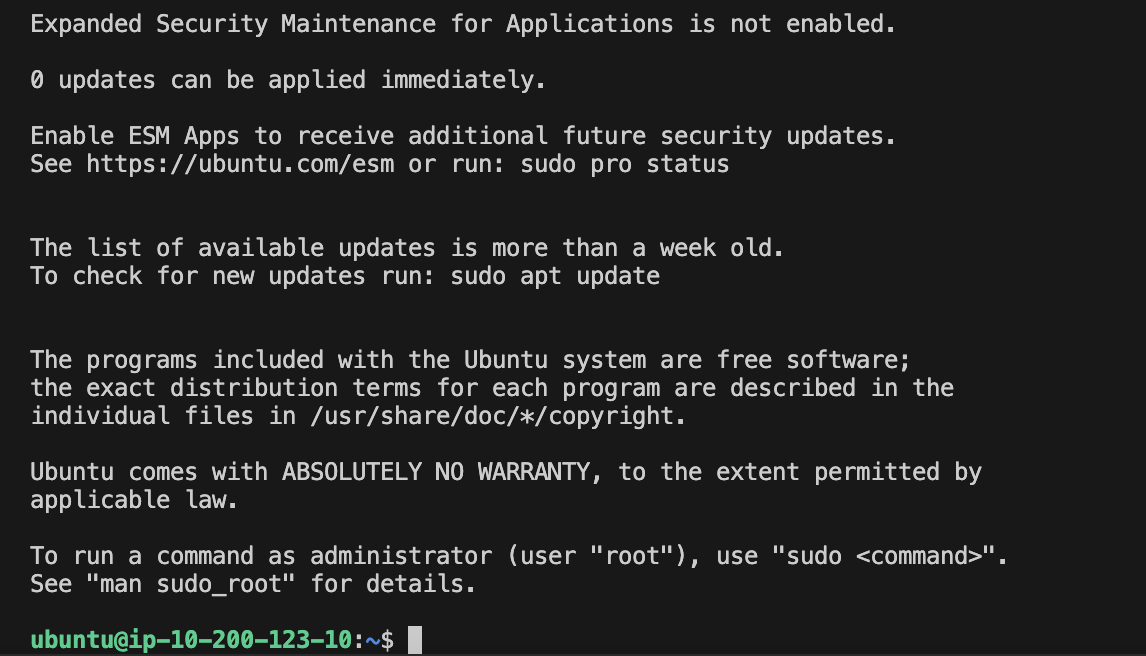 Expanded Security Maintenance for Applications is not enabled.
0 updates can be applied immediately.
Enable ESM Apps to receive additional future security updates.
See https://ubuntu.com/esm or run: sudo pro status
The list of available updates is more than a week old.
To check for new updates run: sudo apt update
The programs included with the Ubuntu system are free software;
the exact distribution terms for each program are described in the
individual files in /usr/share/doc/*/copyright.
Ubuntu comes with ABSOLUTELY NO WARRANTY, to the extent permitted by
applicable law.
To run a command as administrator (user "root"), use "sudo <command>".
See "man sudo_root" for details.
ubuntu@ip-10-200-123-10:~$